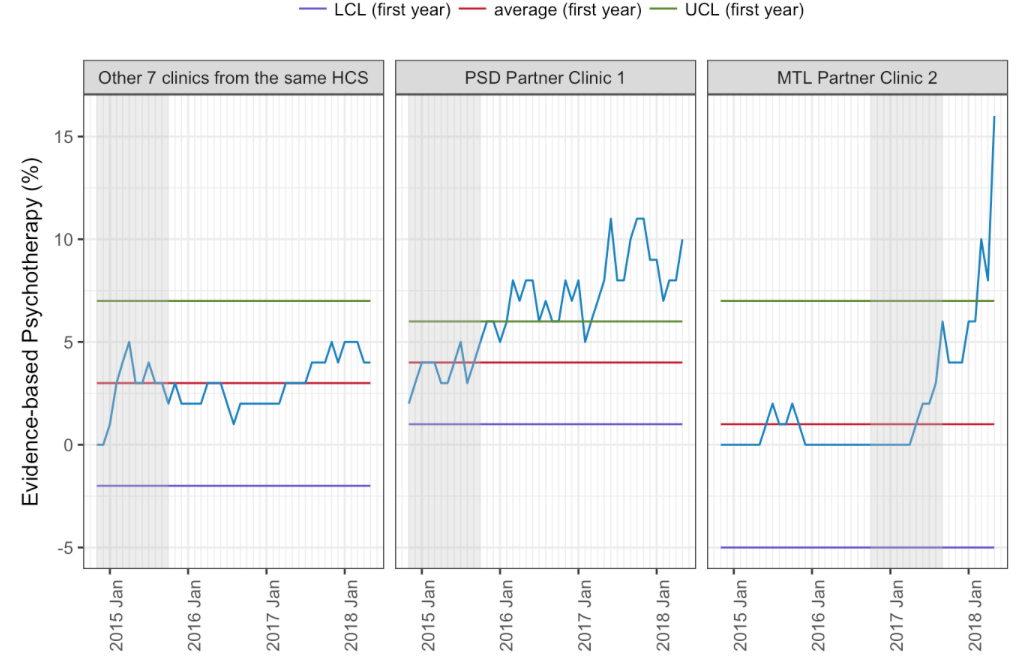 LCL (first year) average (first year) UCL (first year)
Other 7 clinics from the same HCS PSD Partner Clinic 1 MTL Partner Clinic 2
Evidence-based Psychotherapy (%)
15
10
5
0
-5
2015 Jan 2016 Jan 2017 Jan 2018 Jan 2015 Jan 2016 Jan 2017 Jan 2018 Jan 2015 Jan 2016 Jan 2017 Jan 2018 Jan